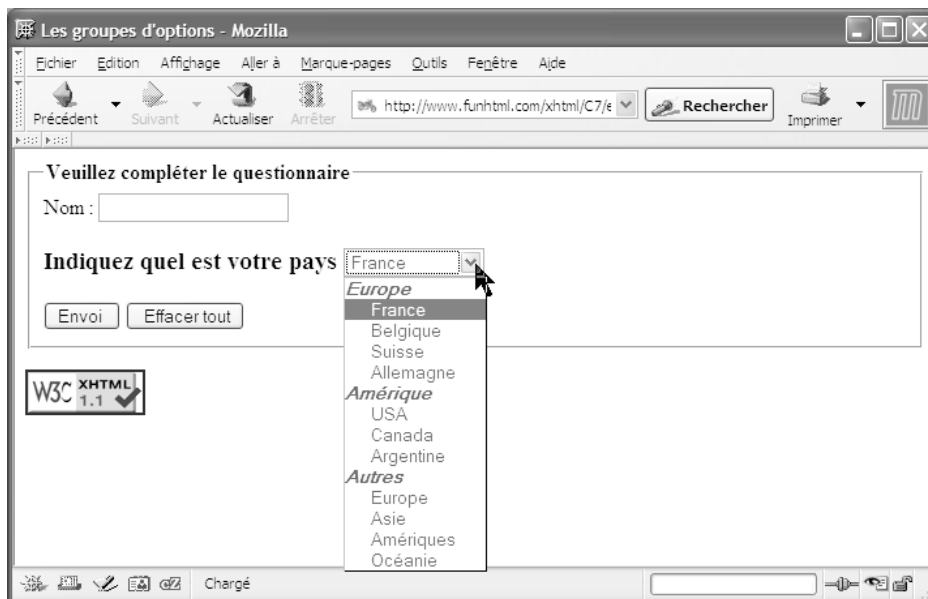 Les groupes d'options - Mozilla
Fichier Edition Affichage Aller à Marque-pages Outils Fenêtre Aide
Précédent Suivant Actualiser Arrêter http://www.funhtml.com/xhtml/C7/e Rechercher Imprimer
Veuillez compléter le questionnaire
Nom :
Indiquez quel est votre pays France
Europe
Envoi Effacer tout France
Belgique
Suisse
Allemagne
W3C XHTML 1.1 Amérique
USA
Canada
Argentine
Autres
Europe
Asie
Amériques
Océanie
Chargé